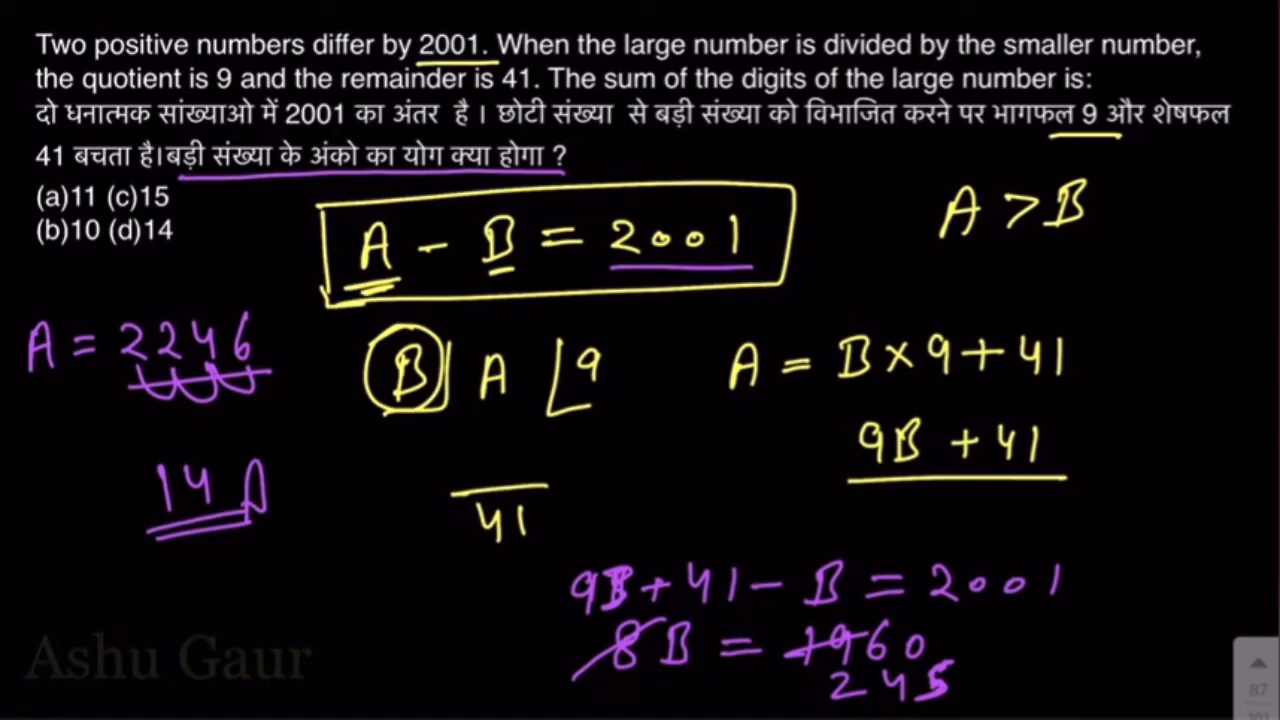 Two positive numbers differ by 2001. When the large number is divided by the smaller number,
the quotient is 9 and the remainder is 41. The sum of the digits of the large number is:
दो धनात्मक सांख्याओ में 2001 का अंतर है । छोटी संख्या से बड़ी संख्या को विभाजित करने पर भागफल 9 और शेषफल
41 बचता है।बड़ी संख्या के अंको का योग क्या होगा ?
(a)11 (c)15
(b)10 (d)14
A - B = 2001
A > B
A = 2246
B A 9
A = B × 9 + 41
9B + 41
14 A
41
9B + 41 - B = 2001
8B = 1960
245
Ashu Gaur
87
101